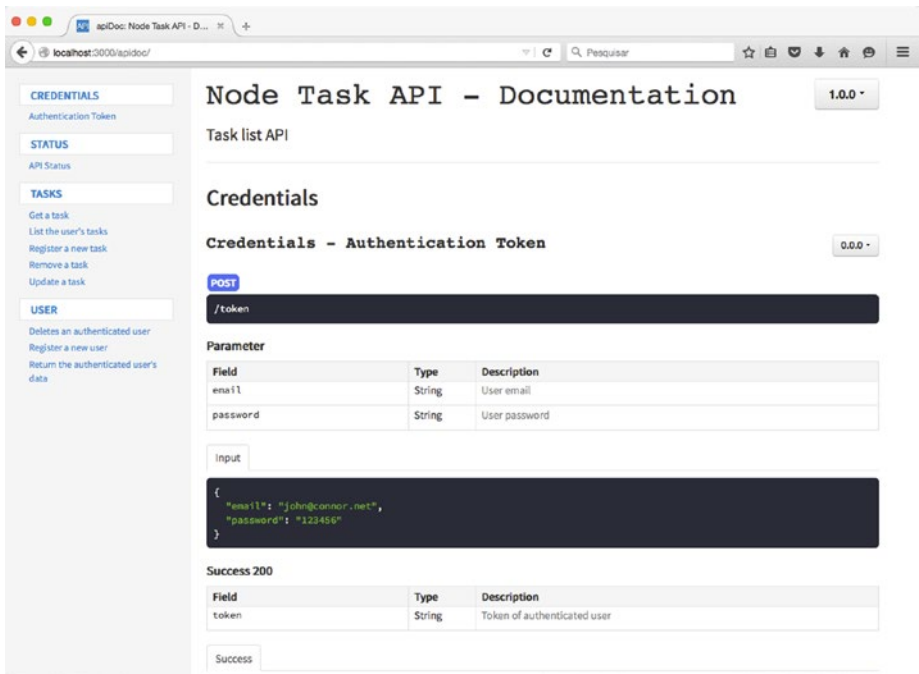 apiDoc: Node Task API - D...
localhost:3000/apidoc/
Pesquisar
CREDENTIALS
Authentication Token
STATUS
API Status
TASKS
Get a task
List the user's tasks
Register a new task
Remove a task
Update a task
USER
Deletes an authenticated user
Register a new user
Return the authenticated user's
data
Node Task API - Documentation
1.0.0
Task list API
Credentials
Credentials - Authentication Token
0.0.0
POST
/token
Parameter
Field Type Description
email String User email
password String User password
Input
{
"email": "john@connor.net",
"password": "123456"
}
Success 200
Field Type Description
token String Token of authenticated user
Success